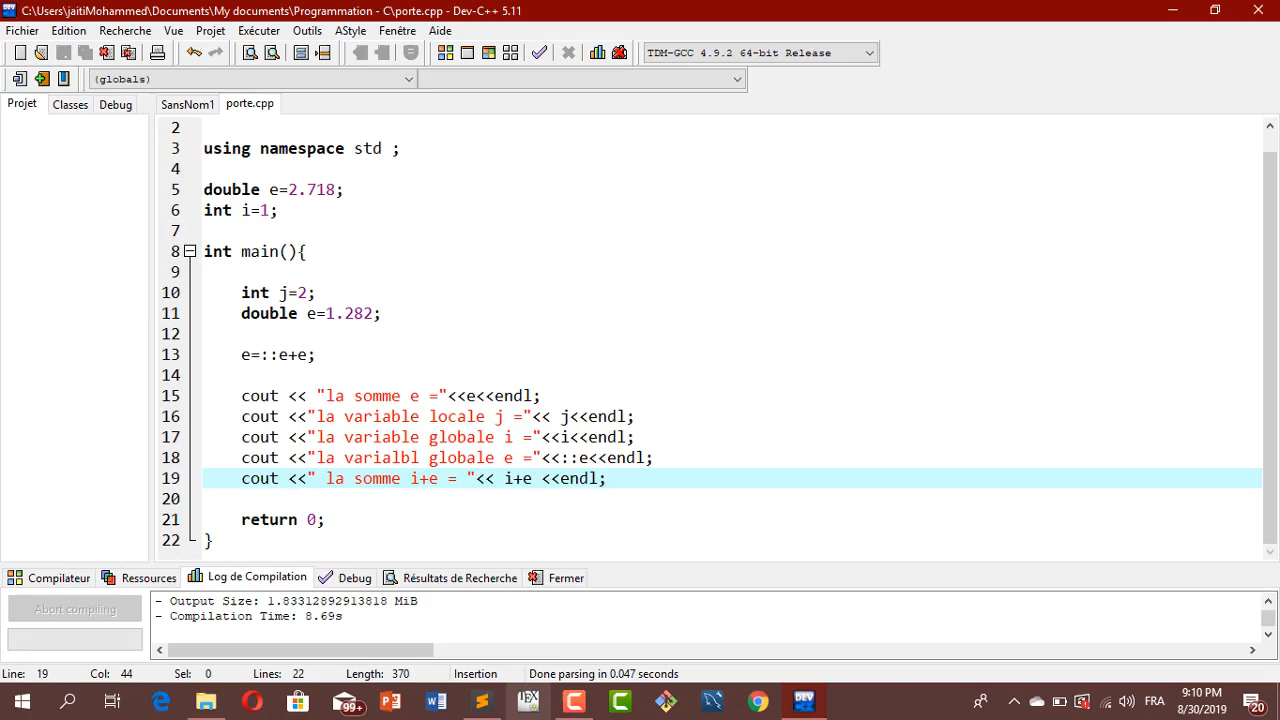 C:\Users\jaitiMohammed\Documents\My documents\Programmation - C\porte.cpp - Dev-C++ 5.11
Fichier Edition Recherche Vue Projet Exécuter Outils AStyle Fenêtre Aide
TDM-GCC 4.9.2 64-bit Release
(globals)
Projet Classes Debug SansNom1 porte.cpp
2
3 using namespace std ;
4
5 double e=2.718;
6 int i=1;
7
8 int main(){
9
10 int j=2;
11 double e=1.282;
12
13 e=::e+e;
14
15 cout << "la somme e ="<<e<<endl;
16 cout <<"la variable locale j ="<< j<<endl;
17 cout <<"la variable globale i ="<<i<<endl;
18 cout <<"la varialbl globale e ="<<::e<<endl;
19 cout <<" la somme i+e = "<< i+e <<endl;
20
21 return 0;
22 }
Compilateur Ressources Log de Compilation Debug Résultats de Recherche Fermer
Abort compiling
- Output Size: 1.83312892913818 MiB
- Compilation Time: 8.69s
Line: 19 Col: 44 Sel: 0 Lines: 22 Length: 370 Insertion Done parsing in 0.047 seconds
99+
DEV
FRA
9:10 PM
8/30/2019
20